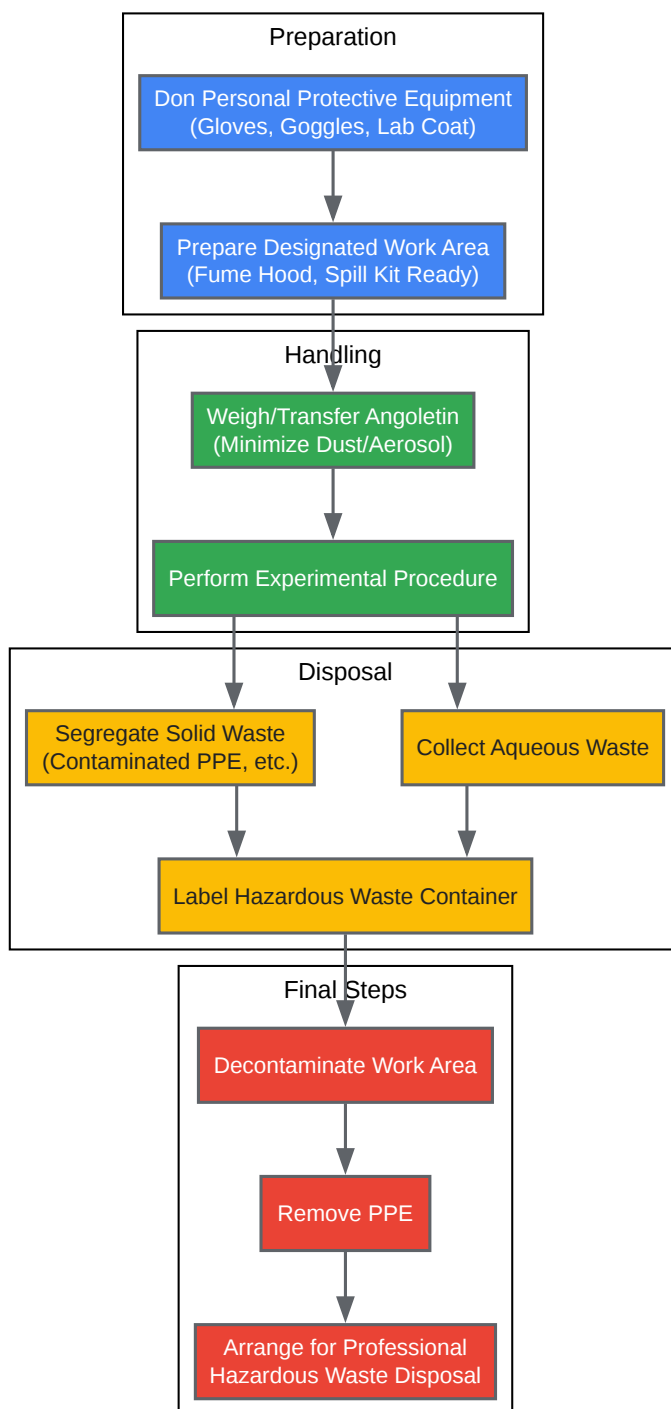 Preparation
Don Personal Protective Equipment
(Gloves, Goggles, Lab Coat)
Prepare Designated Work Area
(Fume Hood, Spill Kit Ready)
Handling
Weigh/Transfer Angoletin
(Minimize Dust/Aerosol)
Perform Experimental Procedure
Disposal
Segregate Solid Waste
(Contaminated PPE, etc.)
Collect Aqueous Waste
Label Hazardous Waste Container
Final Steps
Decontaminate Work Area
Remove PPE
Arrange for Professional
Hazardous Waste Disposal